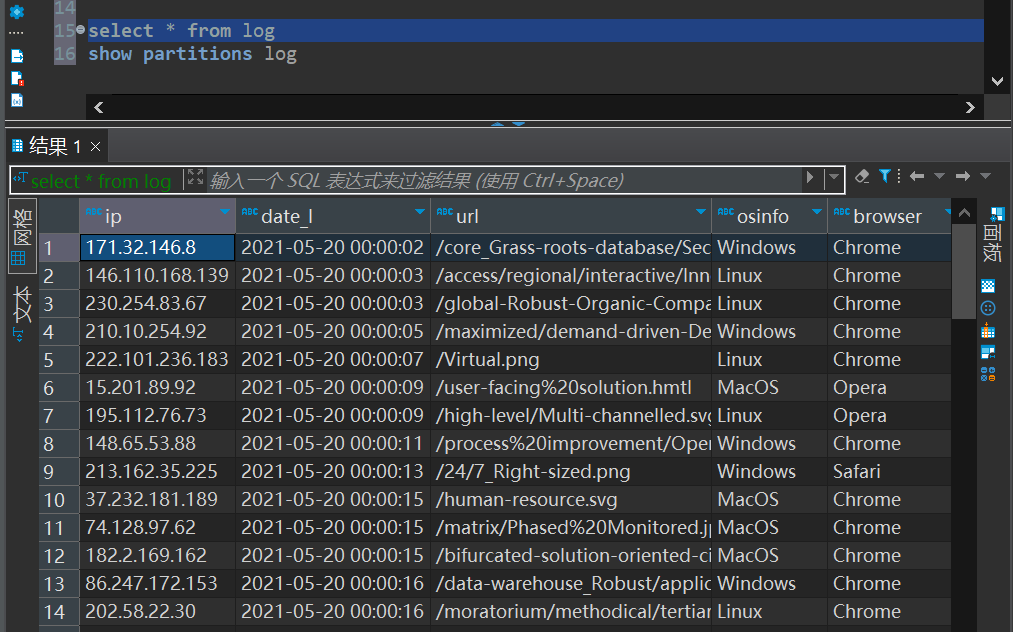 14
15 select * from log
16 show partitions log
结果 1 ×
select * from log 输入一个 SQL 表达式来过滤结果 (使用 Ctrl+Space)
网格
文本
面板
ABC ip ABC date_l ABC url ABC osinfo ABC browser
1 171.32.146.8 2021-05-20 00:00:02 /core_Grass-roots-database/Sec Windows Chrome
2 146.110.168.139 2021-05-20 00:00:03 /access/regional/interactive/Inn Linux Chrome
3 230.254.83.67 2021-05-20 00:00:03 /global-Robust-Organic-Compa Linux Chrome
4 210.10.254.92 2021-05-20 00:00:05 /maximized/demand-driven-De Windows Chrome
5 222.101.236.183 2021-05-20 00:00:07 /Virtual.png Linux Chrome
6 15.201.89.92 2021-05-20 00:00:09 /user-facing%20solution.hmtl MacOS Opera
7 195.112.76.73 2021-05-20 00:00:09 /high-level/Multi-channelled.svg Linux Opera
8 148.65.53.88 2021-05-20 00:00:11 /process%20improvement/Oper Windows Chrome
9 213.162.35.225 2021-05-20 00:00:13 /24/7_Right-sized.png Windows Safari
10 37.232.181.189 2021-05-20 00:00:15 /human-resource.svg MacOS Chrome
11 74.128.97.62 2021-05-20 00:00:15 /matrix/Phased%20Monitored.jp MacOS Chrome
12 182.2.169.162 2021-05-20 00:00:15 /bifurcated-solution-oriented-ci MacOS Chrome
13 86.247.172.153 2021-05-20 00:00:16 /data-warehouse_Robust/applic Windows Chrome
14 202.58.22.30 2021-05-20 00:00:16 /moratorium/methodical/tertiar Linux Chrome